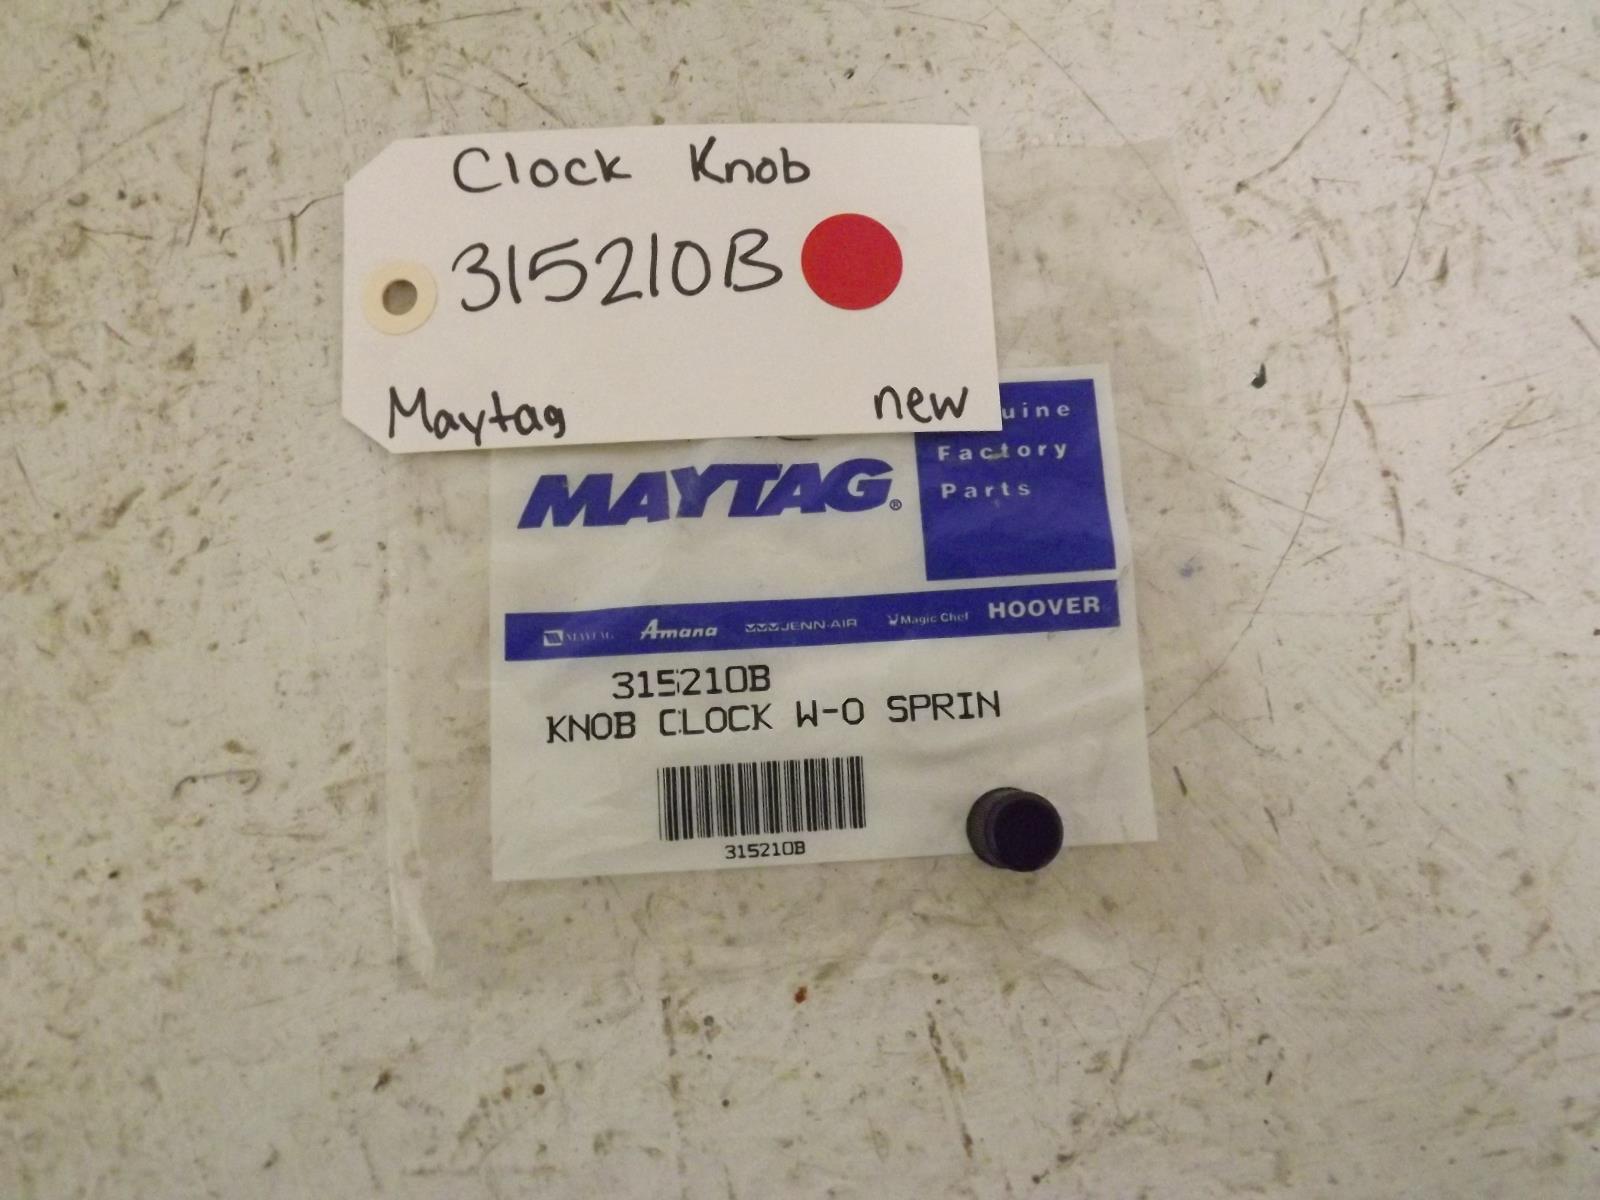 Clock Knob
315210B
Maytag new
uine
Factory
Parts
MAYTAG®
MAYTAG Amana JENN-AIR Magic Chef HOOVER
315210B
KNOB CLOCK W-O SPRIN
315210B